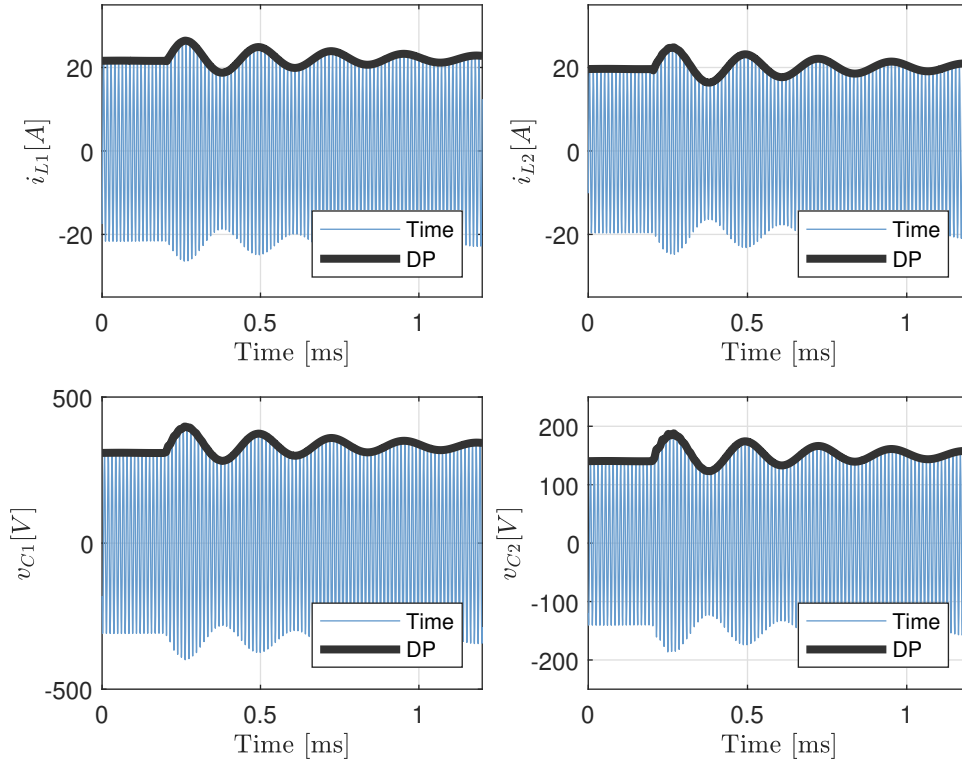 i_{L1}[A]
20
0
-20
Time
DP
0
0.5
1
Time [ms]
i_{L2}[A]
20
0
-20
Time
DP
0
0.5
1
Time [ms]
v_{C1}[V]
500
0
-500
Time
DP
0
0.5
1
Time [ms]
v_{C2}[V]
200
100
0
-100
-200
Time
DP
0
0.5
1
Time [ms]